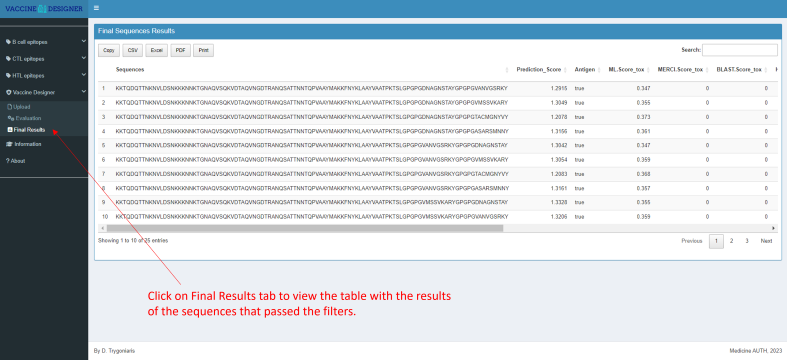 VACCINE DESIGNER
B cell epitopes
CTL epitopes
HTL epitopes
Vaccine Designer
Upload
Evaluation
Final Results
Information
? About
Final Sequences Results
Copy CSV Excel PDF Print Search:
Sequences Prediction_Score Antigen ML.Score_tox MERCI.Score_tox BLAST.Score_tox
1 KKTQDQTTNKNVLDSNKKKNNKTGNAQVSQKVDTAQVNGDTRANQSATTNNTQPVAAYMAKKFNYKLAAYVAATPKTSLGPGPGDNAGNSTAYGPGPGVANVGSRKY 1.2915 true 0.347 0 0
2 KKTQDQTTNKNVLDSNKKKNNKTGNAQVSQKVDTAQVNGDTRANQSATTNNTQPVAAYMAKKFNYKLAAYVAATPKTSLGPGPGDNAGNSTAYGPGPGVMSSVKARY 1.3049 true 0.355 0 0
3 KKTQDQTTNKNVLDSNKKKNNKTGNAQVSQKVDTAQVNGDTRANQSATTNNTQPVAAYMAKKFNYKLAAYVAATPKTSLGPGPGDNAGNSTAYGPGPGTACMGNYVY 1.2078 true 0.373 0 0
4 KKTQDQTTNKNVLDSNKKKNNKTGNAQVSQKVDTAQVNGDTRANQSATTNNTQPVAAYMAKKFNYKLAAYVAATPKTSLGPGPGDNAGNSTAYGPGPGASARSMNNY 1.3156 true 0.361 0 0
5 KKTQDQTTNKNVLDSNKKKNNKTGNAQVSQKVDTAQVNGDTRANQSATTNNTQPVAAYMAKKFNYKLAAYVAATPKTSLGPGPGVANVGSRKYGPGPGDNAGNSTAY 1.3042 true 0.347 0 0
6 KKTQDQTTNKNVLDSNKKKNNKTGNAQVSQKVDTAQVNGDTRANQSATTNNTQPVAAYMAKKFNYKLAAYVAATPKTSLGPGPGVANVGSRKYGPGPGVMSSVKARY 1.3054 true 0.359 0 0
7 KKTQDQTTNKNVLDSNKKKNNKTGNAQVSQKVDTAQVNGDTRANQSATTNNTQPVAAYMAKKFNYKLAAYVAATPKTSLGPGPGVANVGSRKYGPGPGTACMGNYVY 1.2083 true 0.368 0 0
8 KKTQDQTTNKNVLDSNKKKNNKTGNAQVSQKVDTAQVNGDTRANQSATTNNTQPVAAYMAKKFNYKLAAYVAATPKTSLGPGPGVANVGSRKYGPGPGASARSMNNY 1.3161 true 0.357 0 0
9 KKTQDQTTNKNVLDSNKKKNNKTGNAQVSQKVDTAQVNGDTRANQSATTNNTQPVAAYMAKKFNYKLAAYVAATPKTSLGPGPGVMSSVKARYGPGPGDNAGNSTAY 1.3328 true 0.355 0 0
10 KKTQDQTTNKNVLDSNKKKNNKTGNAQVSQKVDTAQVNGDTRANQSATTNNTQPVAAYMAKKFNYKLAAYVAATPKTSLGPGPGVMSSVKARYGPGPGVANVGSRKY 1.3206 true 0.359 0 0
Showing 1 to 10 of 25 entries Previous 1 2 3 Next
Click on Final Results tab to view the table with the results
of the sequences that passed the filters.
By D. Trygoniaris Medicine AUTH, 2023